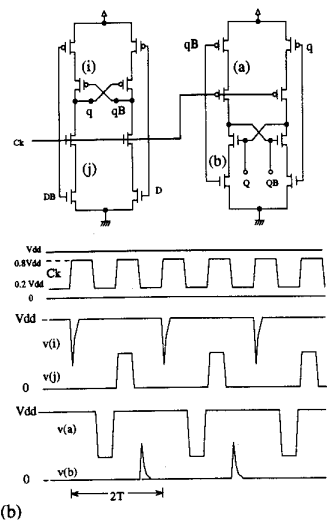 (i)
q
qB
Ck
(j)
DB
D
qB
q
(a)
(b)
Q
QB
Vdd
0.8Vdd
Ck
0.2 Vdd
0
Vdd
v(i)
v(j)
0
Vdd
v(a)
v(b)
0
2T
(b)